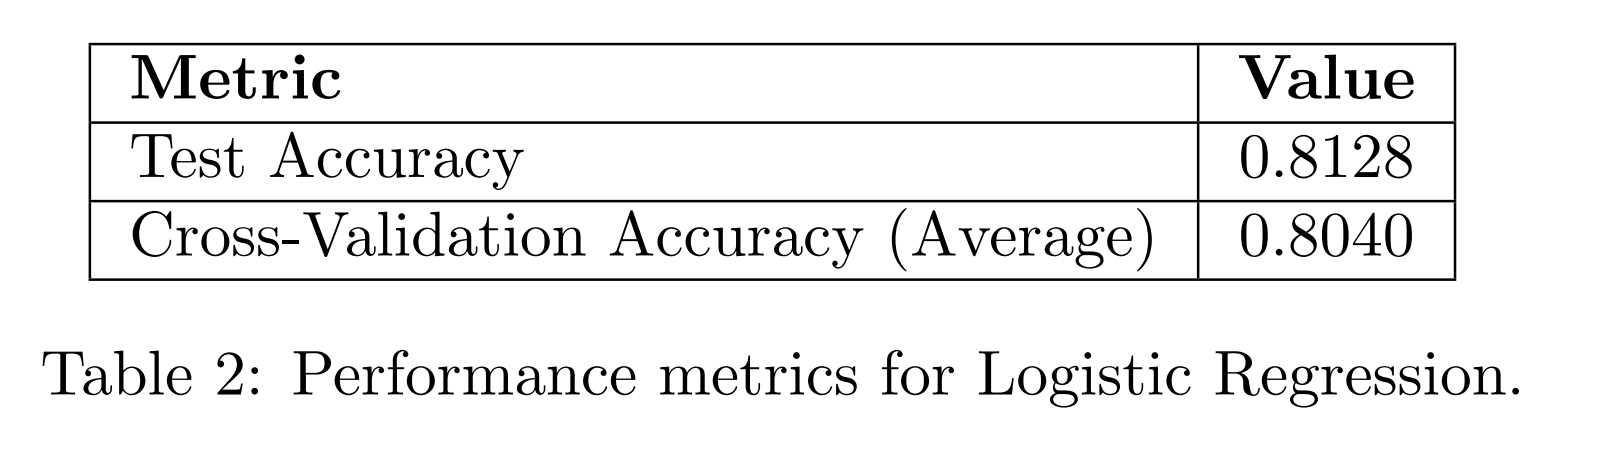 Metric Value
Test Accuracy 0.8128
Cross-Validation Accuracy (Average) 0.8040
Table 2: Performance metrics for Logistic Regression.